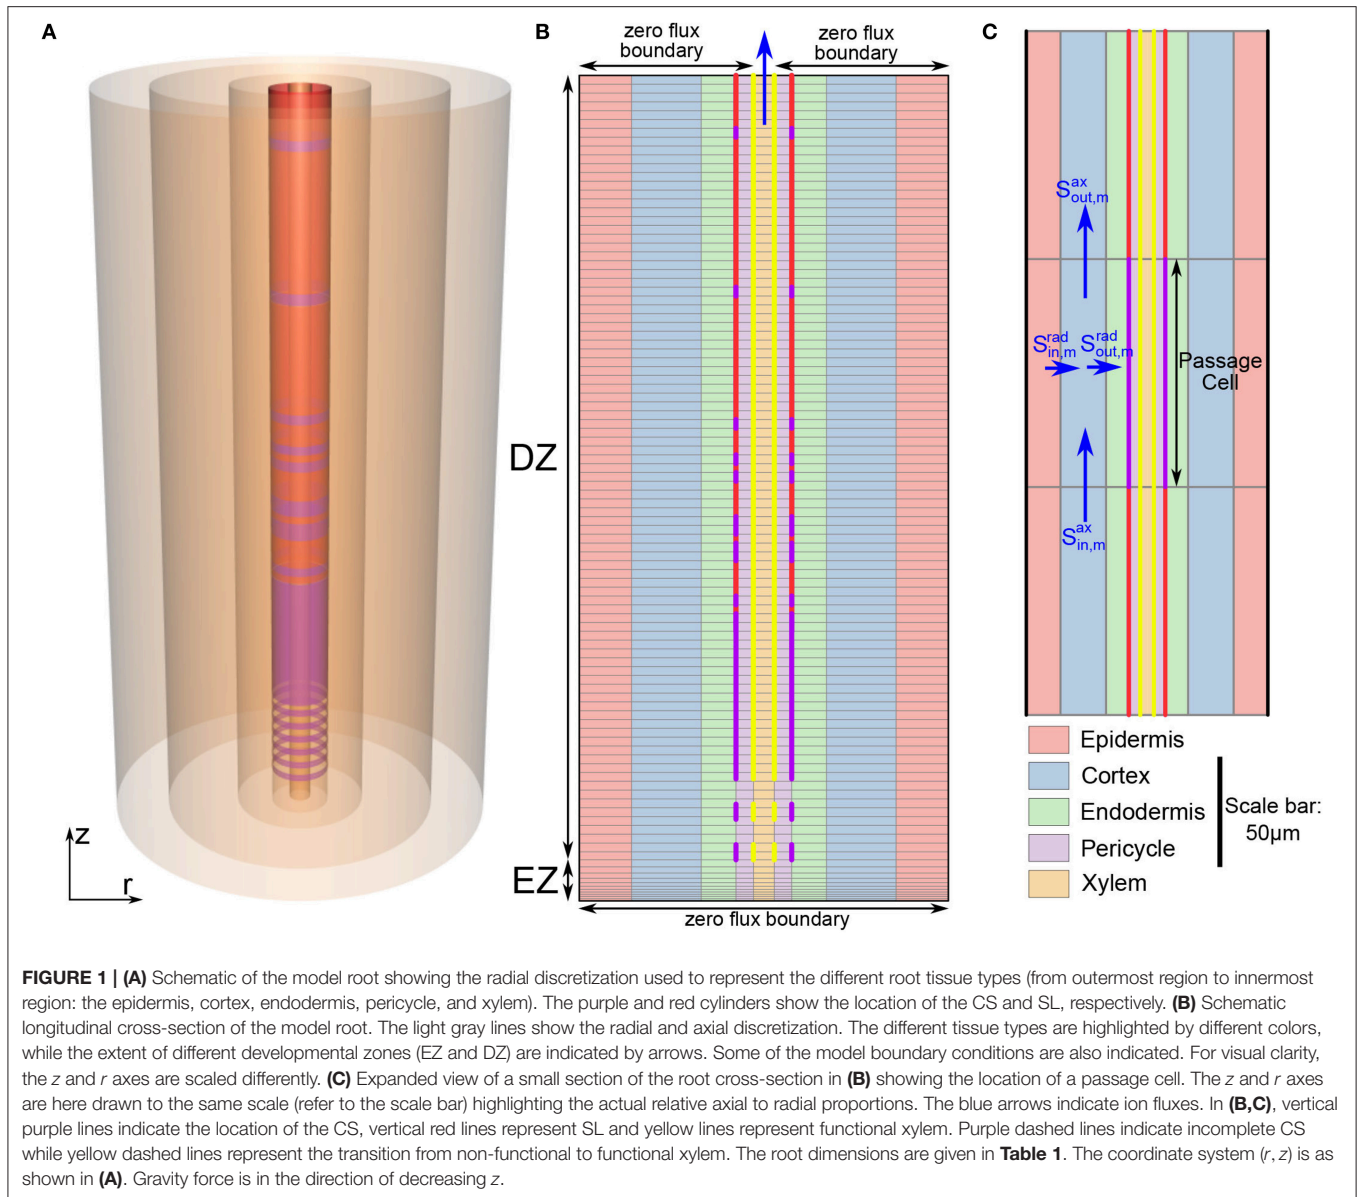 A
B
C
zero flux
boundary
zero flux
boundary
DZ
EZ
zero flux boundary
z
r
S^ax_out,m
S^rad_in,m
S^rad_out,m
Passage
Cell
S^ax_in,m
Epidermis
Cortex
Endodermis
Pericycle
Xylem
Scale bar:
50µm
FIGURE 1 | (A) Schematic of the model root showing the radial discretization used to represent the different root tissue types (from outermost region to innermost
region: the epidermis, cortex, endodermis, pericycle, and xylem). The purple and red cylinders show the location of the CS and SL, respectively. (B) Schematic
longitudinal cross-section of the model root. The light gray lines show the radial and axial discretization. The different tissue types are highlighted by different colors,
while the extent of different developmental zones (EZ and DZ) are indicated by arrows. Some of the model boundary conditions are also indicated. For visual clarity,
the z and r axes are scaled differently. (C) Expanded view of a small section of the root cross-section in (B) showing the location of a passage cell. The z and r axes
are here drawn to the same scale (refer to the scale bar) highlighting the actual relative axial to radial proportions. The blue arrows indicate ion fluxes. In (B,C), vertical
purple lines indicate the location of the CS, vertical red lines represent SL and yellow lines represent functional xylem. Purple dashed lines indicate incomplete CS
while yellow dashed lines represent the transition from non-functional to functional xylem. The root dimensions are given in Table 1. The coordinate system (r, z) is as
shown in (A). Gravity force is in the direction of decreasing z.